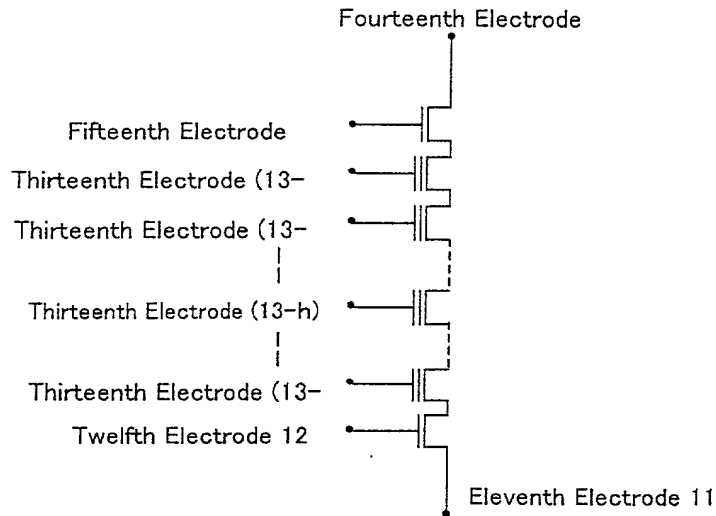 Fourteenth Electrode
Fifteenth Electrode
Thirteenth Electrode (13-
Thirteenth Electrode (13-
Thirteenth Electrode (13-h)
Thirteenth Electrode (13-
Twelfth Electrode 12
Eleventh Electrode 11